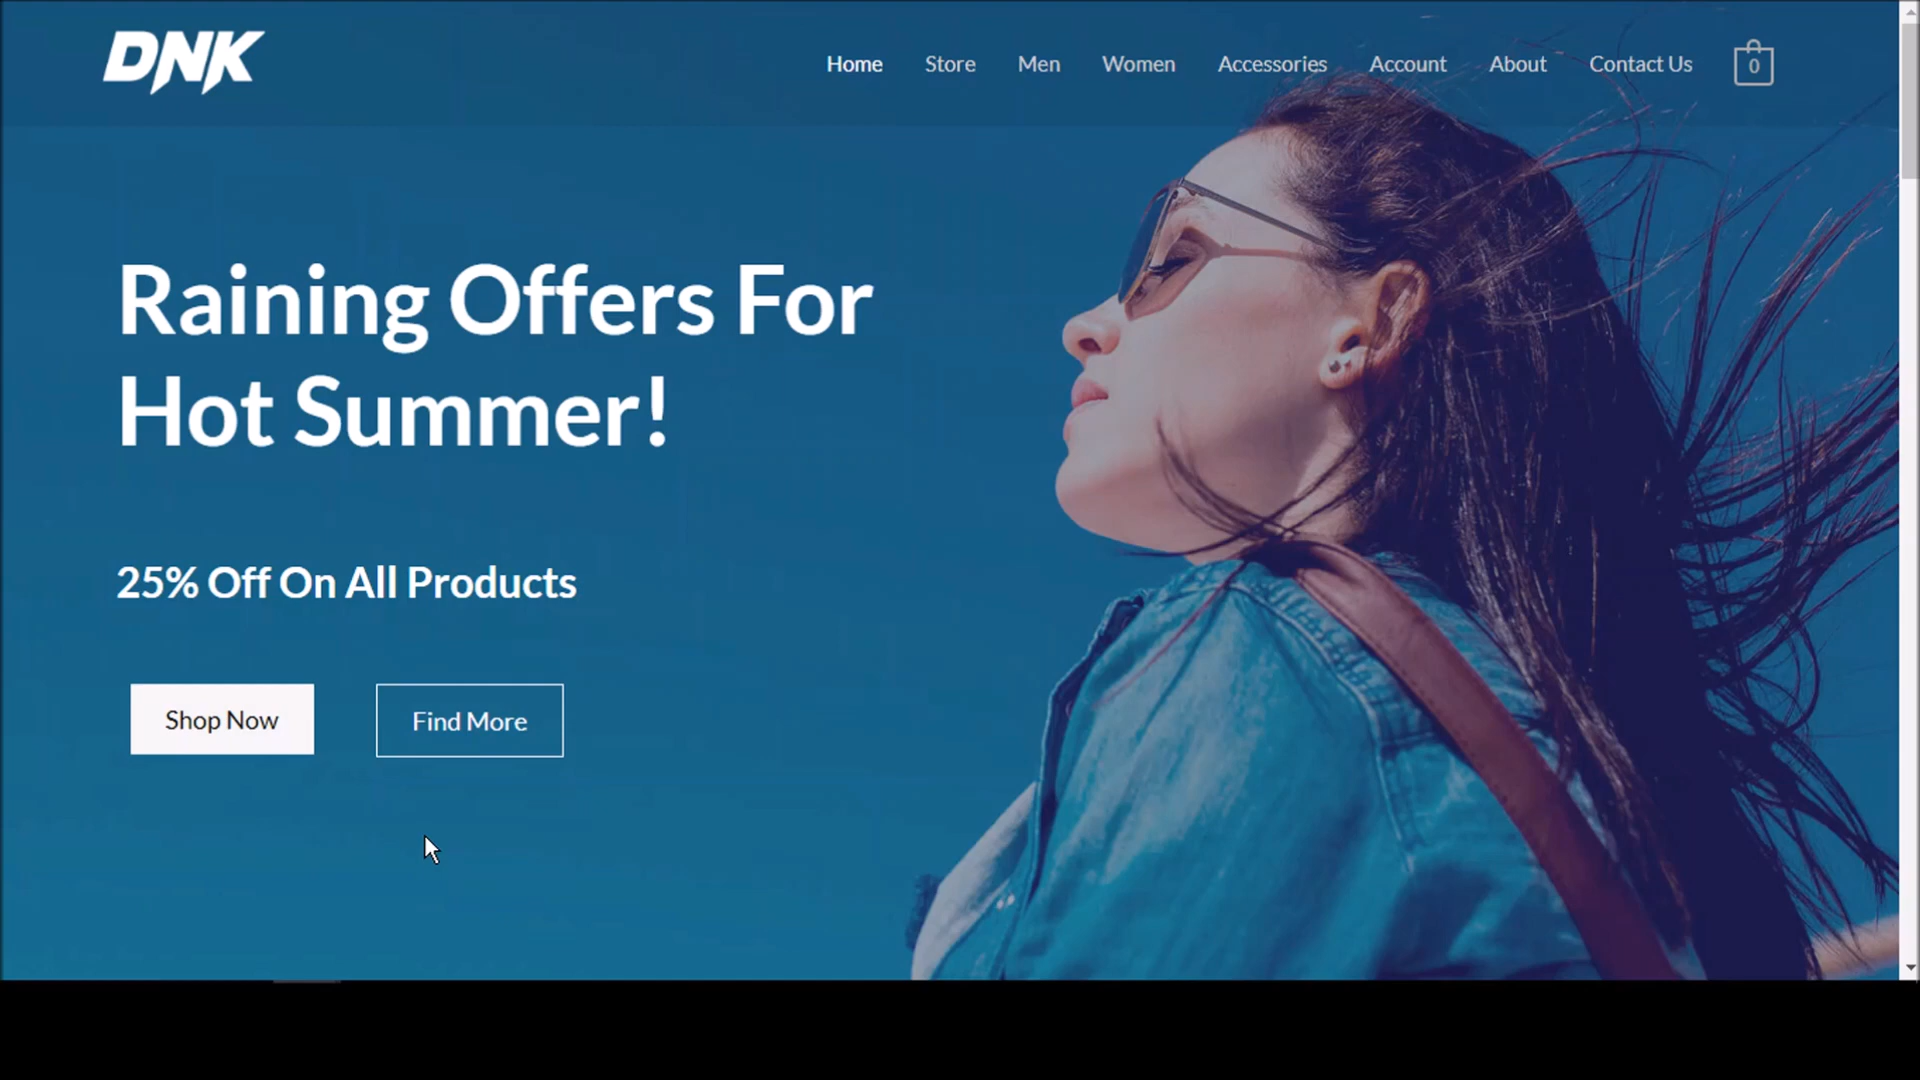 DNK
Home Store Men Women Accessories Account About Contact Us 0
Raining Offers For
Hot Summer!
25% Off On All Products
Shop Now Find More